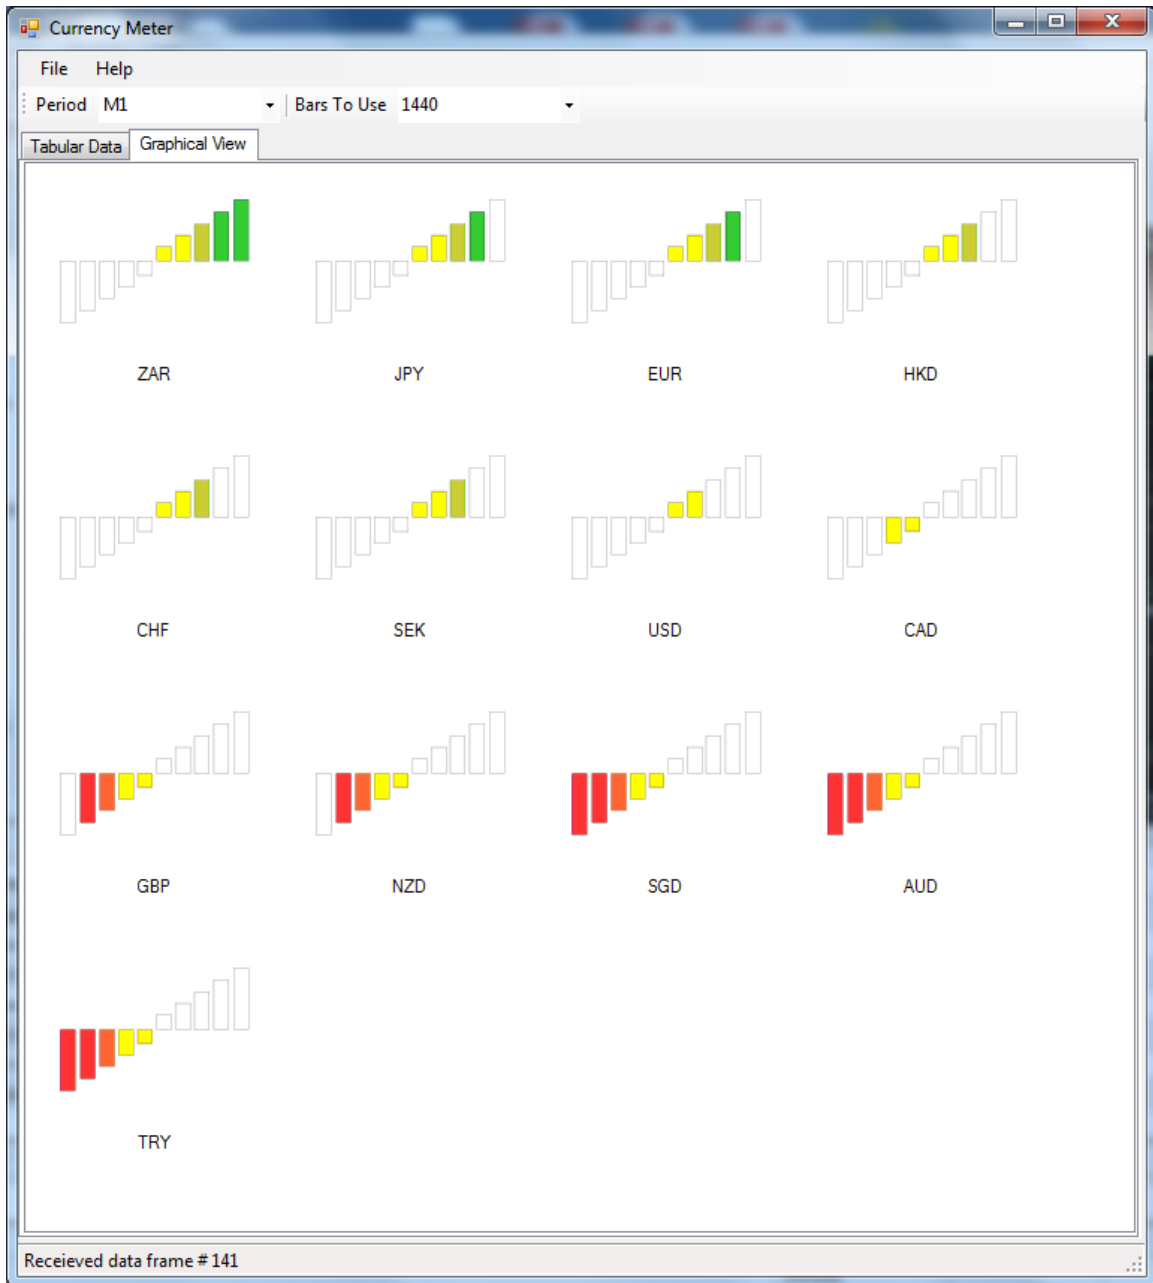 Currency Meter
File Help
Period M1 Bars To Use 1440
Tabular Data Graphical View
ZAR JPY EUR HKD
CHF SEK USD CAD
GBP NZD SGD AUD
TRY
Receieved data frame # 141